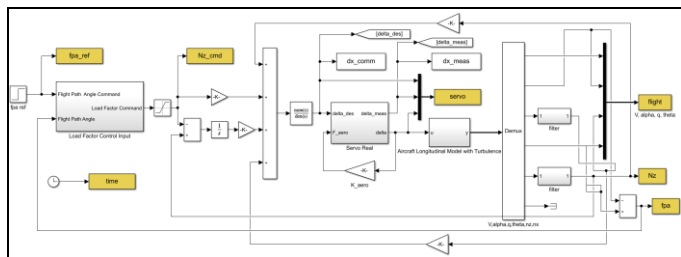 [delta_des]
-K-
[delta_meas]
fpa_ref
Nz_cmd
dx_comm
dx_meas
fpa ref
Flight Path Angle Command
Load Factor Command
Flight Path Angle
Load Factor Control Input
-K-
1
s
-K-
num(z)
den(z)
delta_des
delta_meas
F_aero
delta
Servo Real
servo
Aircraft Longitudinal Model with Turbulence
Demux
filter
flight
V, alpha, q, theta
-K-
K_aero
filter
Nz
time
fpa
V,alpha,q,theta,nz,nx
-K-